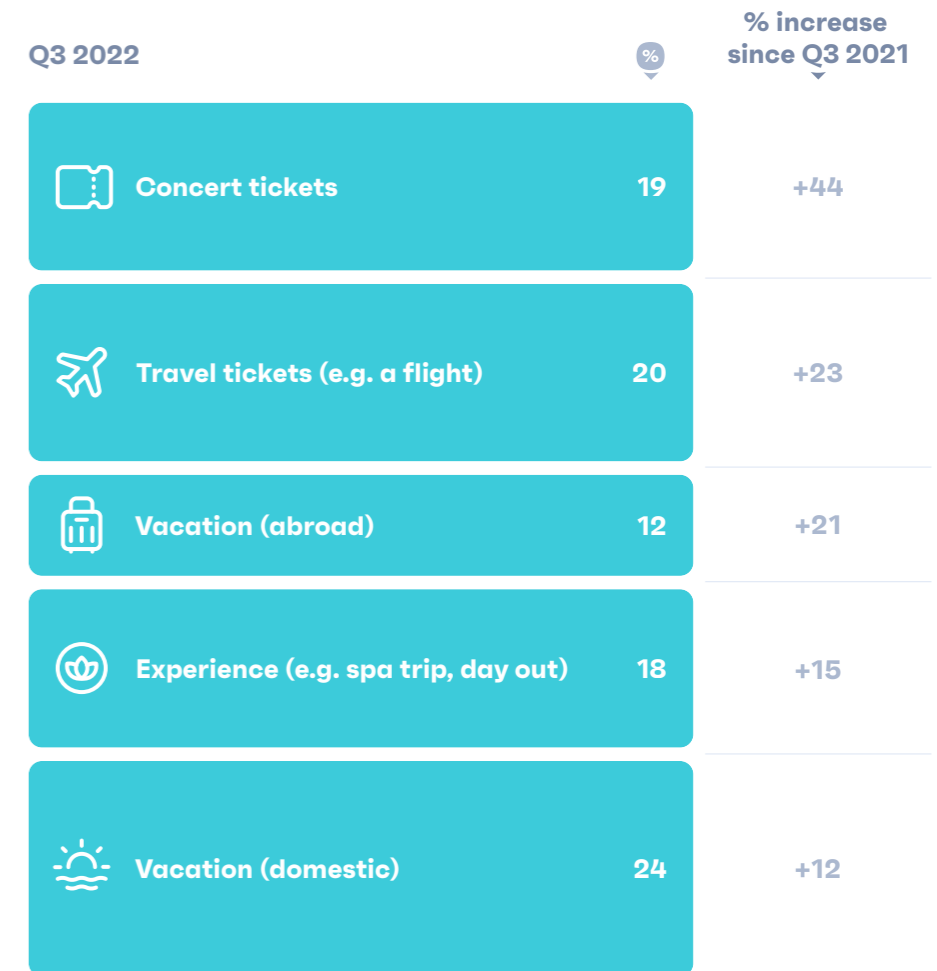 % increase
Q3 2022 % since Q3 2021
Concert tickets 19 +44
Travel tickets (e.g. a flight) 20 +23
Vacation (abroad) 12 +21
Experience (e.g. spa trip, day out) 18 +15
Vacation (domestic) 24 +12